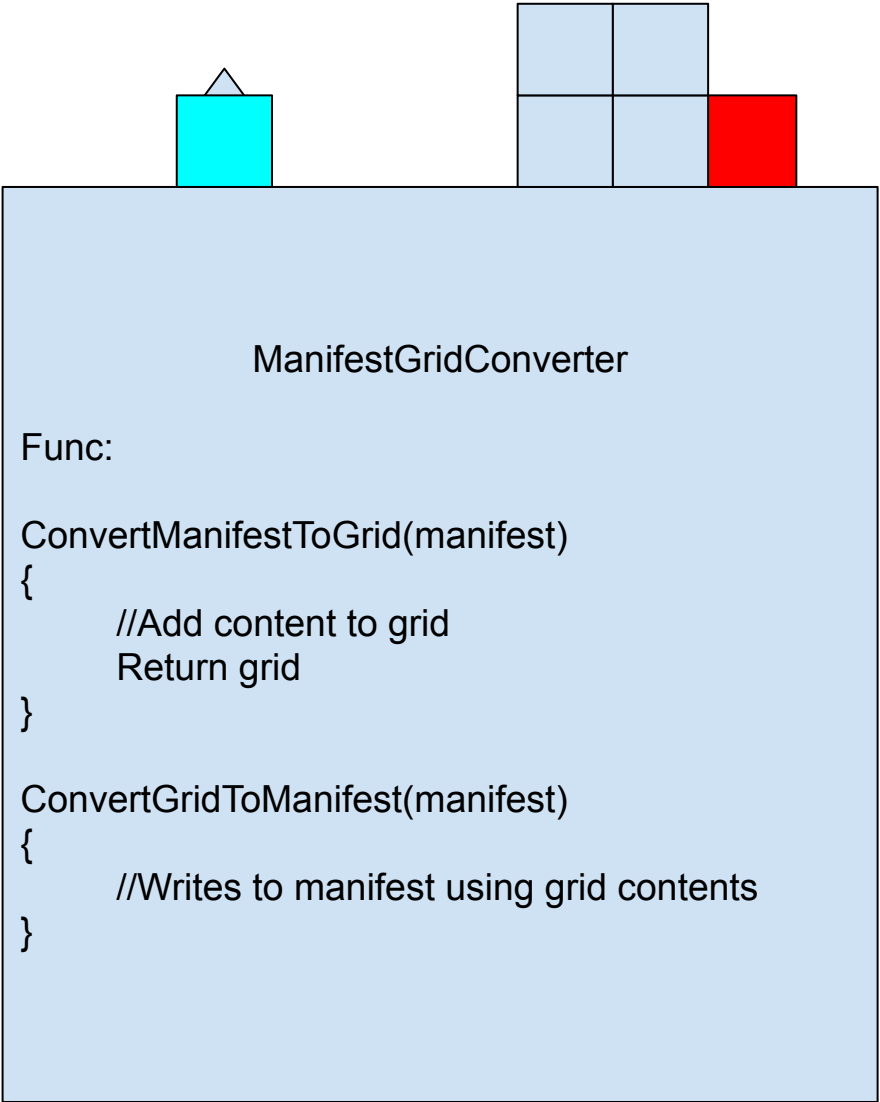 ManifestGridConverter
Func:
ConvertManifestToGrid(manifest)
{
//Add content to grid
Return grid
}
ConvertGridToManifest(manifest)
{
//Writes to manifest using grid contents
}